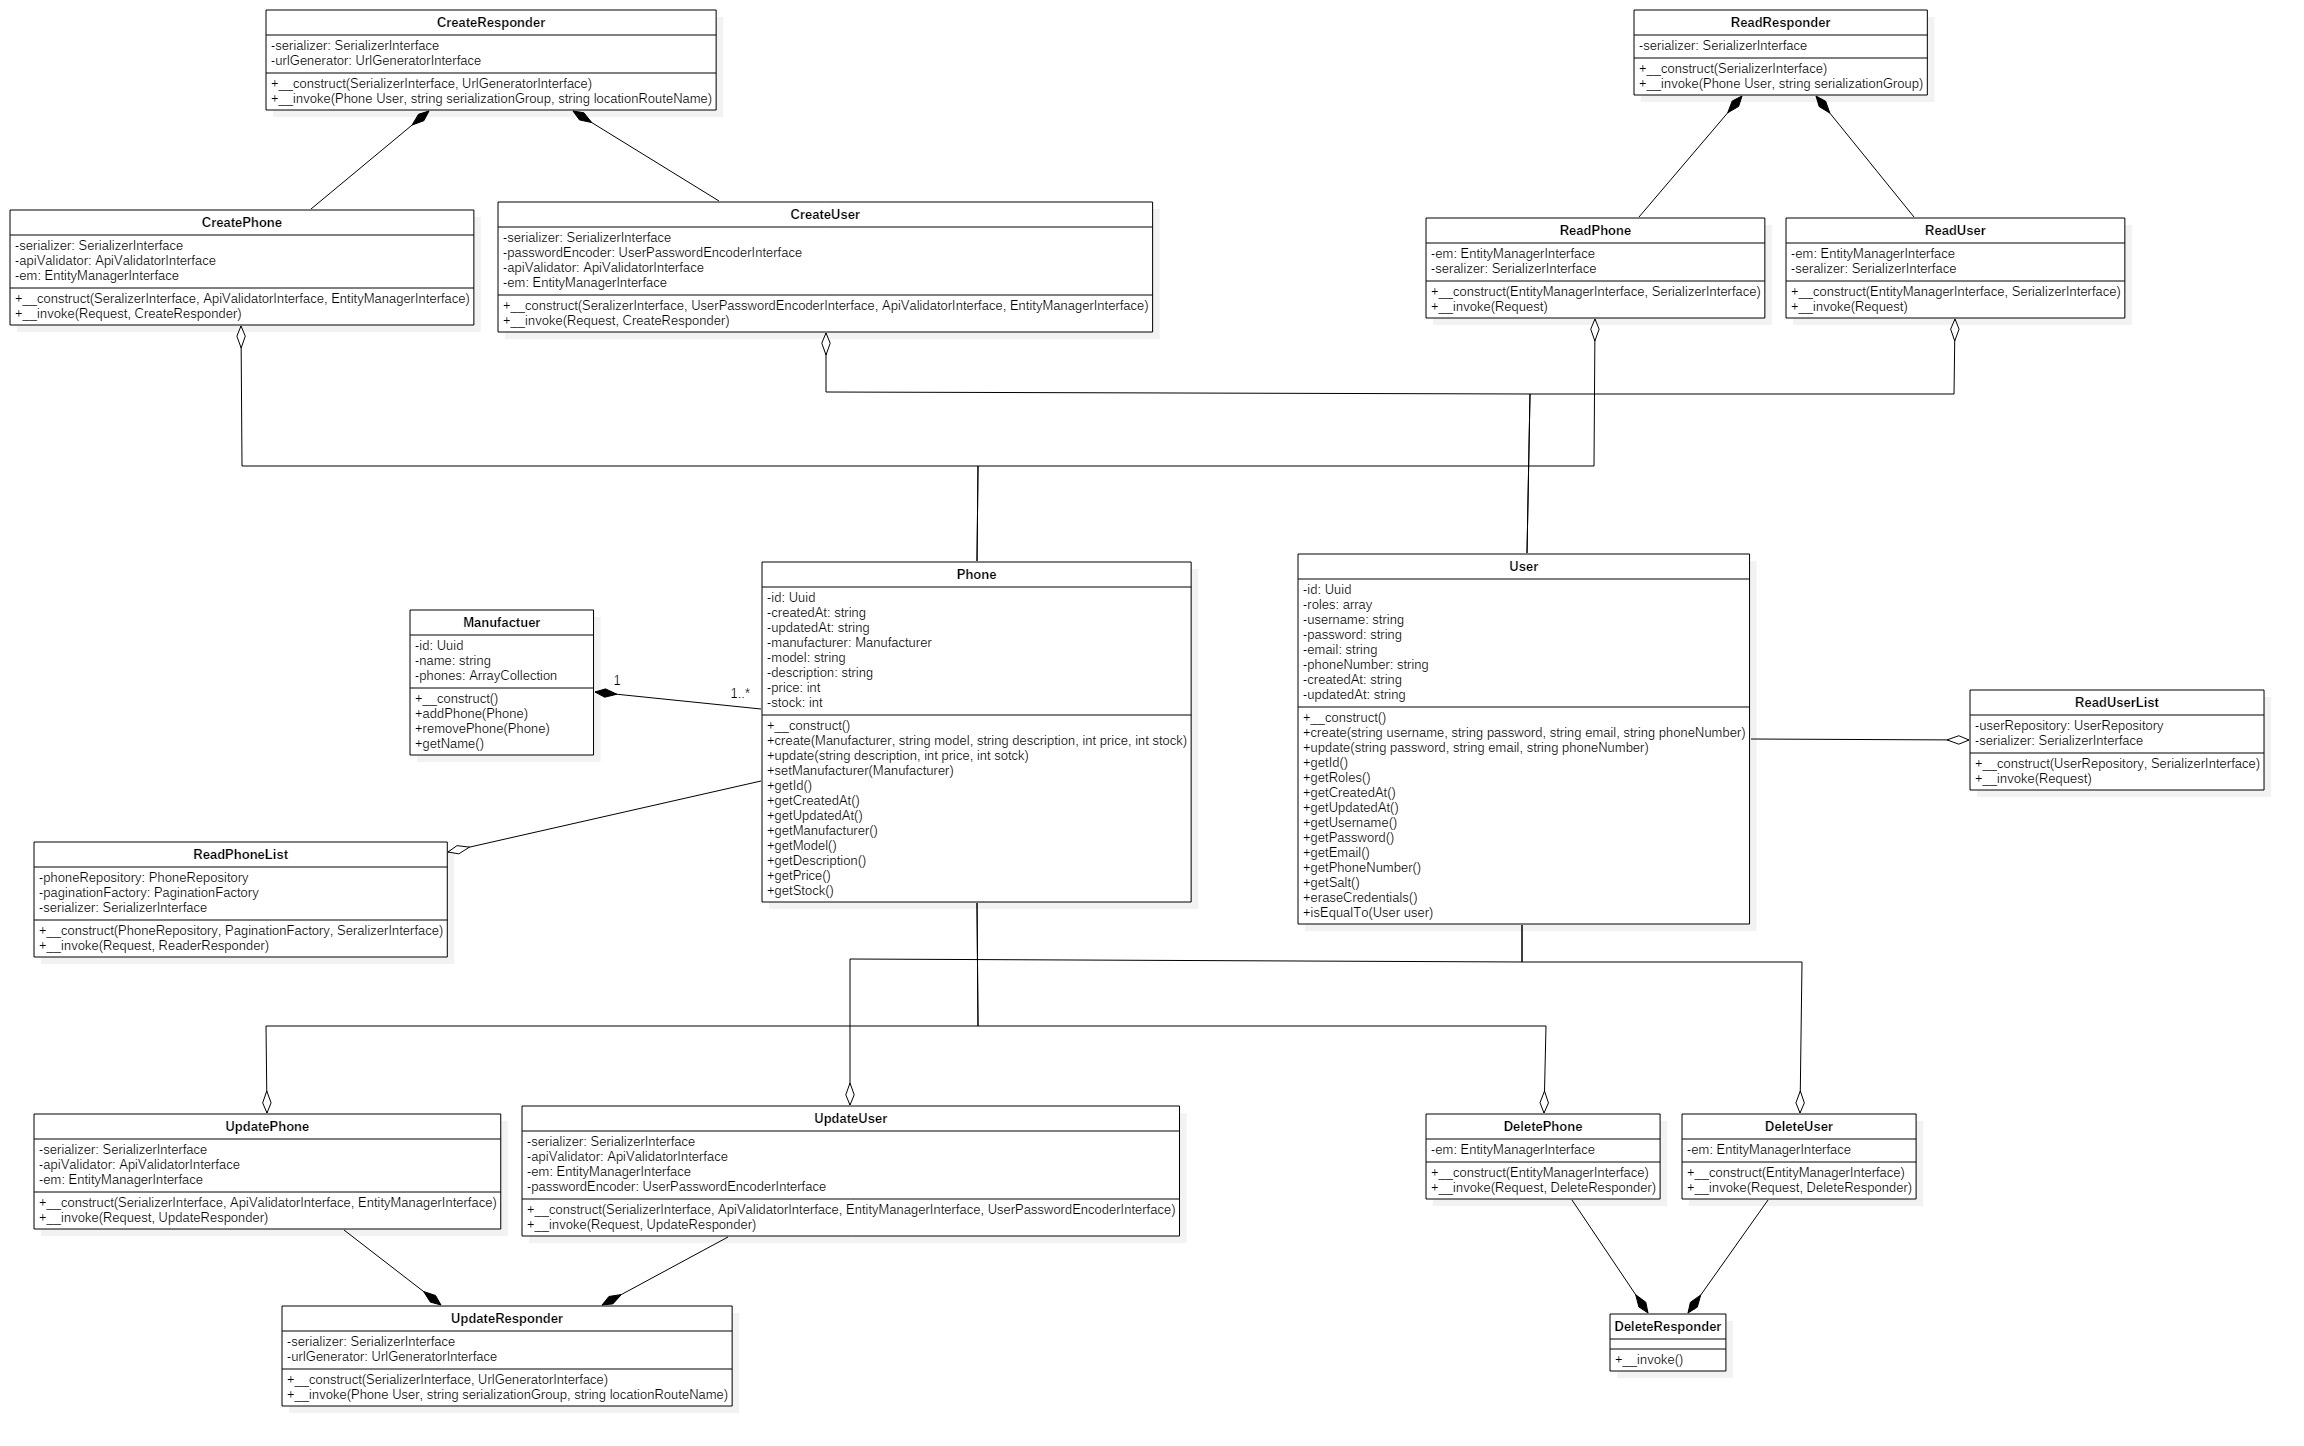 CreateResponder
-serializer: SerializerInterface
-urlGenerator: UrlGeneratorInterface
+__construct(SerializerInterface, UrlGeneratorInterface)
+__invoke(Phone User, string serializationGroup, string locationRouteName)
ReadResponder
-serializer: SerializerInterface
+__construct(SerializerInterface)
+__invoke(Phone User, string serializationGroup)
CreatePhone
-serializer: SerializerInterface
-apiValidator: ApiValidatorInterface
-em: EntityManagerInterface
+__construct(SeralizerInterface, ApiValidatorInterface, EntityManagerInterface)
+__invoke(Request, CreateResponder)
CreateUser
-serializer: SerializerInterface
-passwordEncoder: UserPasswordEncoderInterface
-apiValidator: ApiValidatorInterface
-em: EntityManagerInterface
+__construct(SeralizerInterface, UserPasswordEncoderInterface, ApiValidatorInterface, EntityManagerInterface)
+__invoke(Request, CreateResponder)
ReadPhone
-em: EntityManagerInterface
-seralizer: SerializerInterface
+__construct(EntityManagerInterface, SerializerInterface)
+__invoke(Request)
ReadUser
-em: EntityManagerInterface
-seralizer: SerializerInterface
+__construct(EntityManagerInterface, SerializerInterface)
+__invoke(Request)
Manufactuer
-id: Uuid
-name: string
-phones: ArrayCollection
+__construct()
+addPhone(Phone)
+removePhone(Phone)
+getName()
1
1..*
Phone
-id: Uuid
-createdAt: string
-updatedAt: string
-manufacturer: Manufacturer
-model: string
-description: string
-price: int
-stock: int
+__construct()
+create(Manufacturer, string model, string description, int price, int stock)
+update(string description, int price, int sotck)
+setManufacturer(Manufacturer)
+getId()
+getCreatedAt()
+getUpdatedAt()
+getManufacturer()
+getModel()
+getDescription()
+getPrice()
+getStock()
User
-id: Uuid
-roles: array
-username: string
-password: string
-email: string
-phoneNumber: string
-createdAt: string
-updatedAt: string
+__construct()
+create(string username, string password, string email, string phoneNumber)
+update(string password, string email, string phoneNumber)
+getId()
+getRoles()
+getCreatedAt()
+getUpdatedAt()
+getUsername()
+getPassword()
+getEmail()
+getPhoneNumber()
+getSalt()
+eraseCredentials()
+isEqualTo(User user)
ReadUserList
-userRepository: UserRepository
-serializer: SerializerInterface
+__construct(UserRepository, SerializerInterface)
+__invoke(Request)
ReadPhoneList
-phoneRepository: PhoneRepository
-paginationFactory: PaginationFactory
-serializer: SerializerInterface
+__construct(PhoneRepository, PaginationFactory, SeralizerInterface)
+__invoke(Request, ReaderResponder)
UpdatePhone
-serializer: SerializerInterface
-apiValidator: ApiValidatorInterface
-em: EntityManagerInterface
+__construct(SerializerInterface, ApiValidatorInterface, EntityManagerInterface)
+__invoke(Request, UpdateResponder)
UpdateUser
-serializer: SerializerInterface
-apiValidator: ApiValidatorInterface
-em: EntityManagerInterface
-passwordEncoder: UserPasswordEncoderInterface
+__construct(SerializerInterface, ApiValidatorInterface, EntityManagerInterface, UserPasswordEncoderInterface)
+__invoke(Request, UpdateResponder)
DeletePhone
-em: EntityManagerInterface
+__construct(EntityManagerInterface)
+__invoke(Request, DeleteResponder)
DeleteUser
-em: EntityManagerInterface
+__construct(EntityManagerInterface)
+__invoke(Request, DeleteResponder)
UpdateResponder
-serializer: SerializerInterface
-urlGenerator: UrlGeneratorInterface
+__construct(SerializerInterface, UrlGeneratorInterface)
+__invoke(Phone User, string serializationGroup, string locationRouteName)
DeleteResponder
+__invoke()